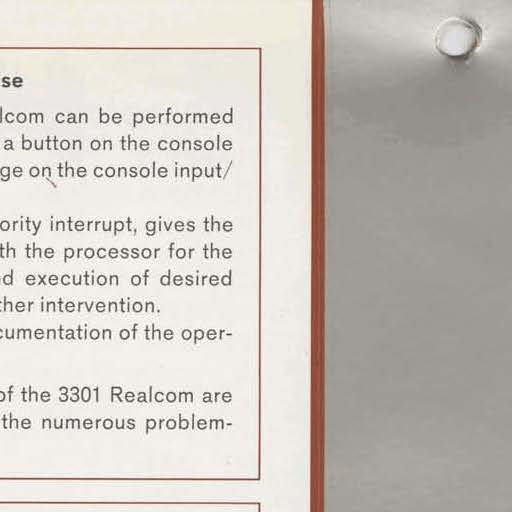 se
lcom can be performed
a button on the console
ge on the console input/
ority interrupt, gives the
th the processor for the
d execution of desired
ther intervention.
cumentation of the oper-
of the 3301 Realcom are
the numerous problem-